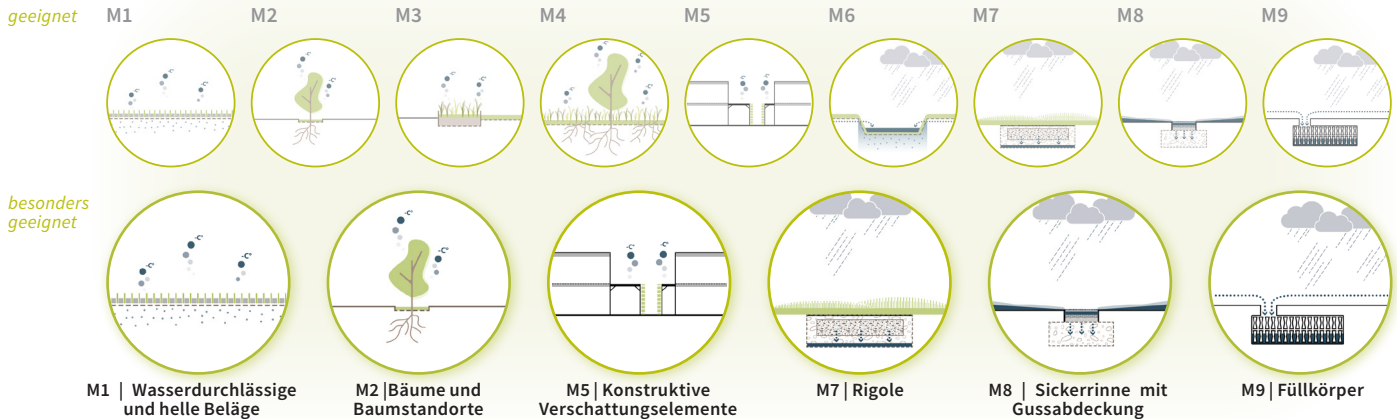 geeignet M1 M2 M3 M4 M5 M6 M7 M8 M9
-C° -C° -C° -C° -C° -C° -C° -C° -C° -C° -C° -C° -C°
besonders
geeignet
-C° -C° -C° -C° -C° -C° -C°
M1 | Wasserdurchlässige M2|Bäume und M5|Konstruktive M7|Rigole M8 | Sickerrinne mit M9|Füllkörper
und helle Beläge Baumstandorte Verschattungselemente Gussabdeckung